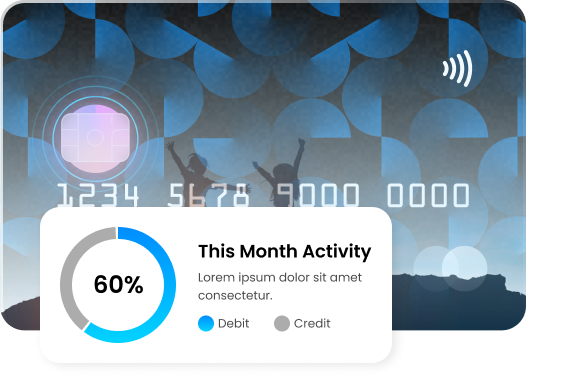 1234 5678 9000 0000
60%
This Month Activity
Lorem ipsum dolor sit amet
consectetur.
Debit Credit